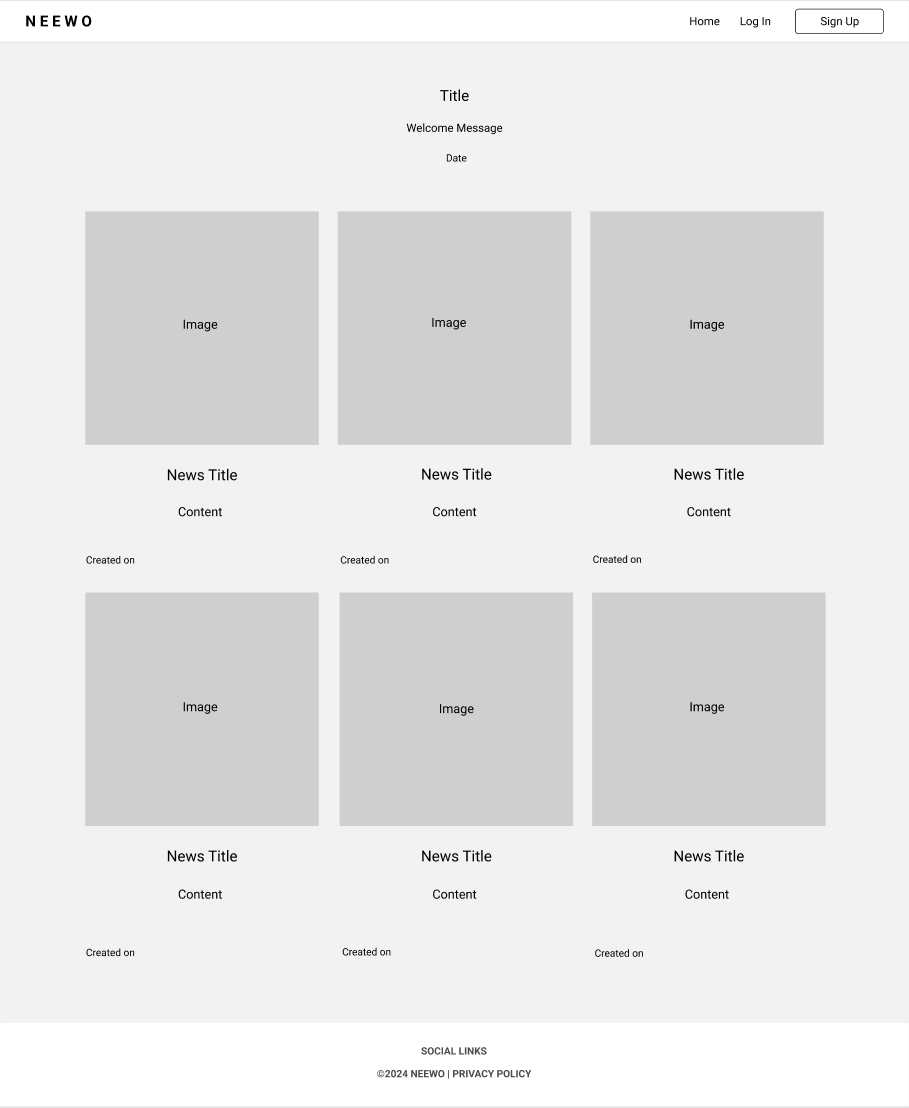 NEEWO Home Log In Sign Up
Title
Welcome Message
Date
Image Image Image
News Title News Title News Title
Content Content Content
Created on Created on Created on
Image Image Image
News Title News Title News Title
Content Content Content
Created on Created on Created on
SOCIAL LINKS
©2024 NEEWO | PRIVACY POLICY